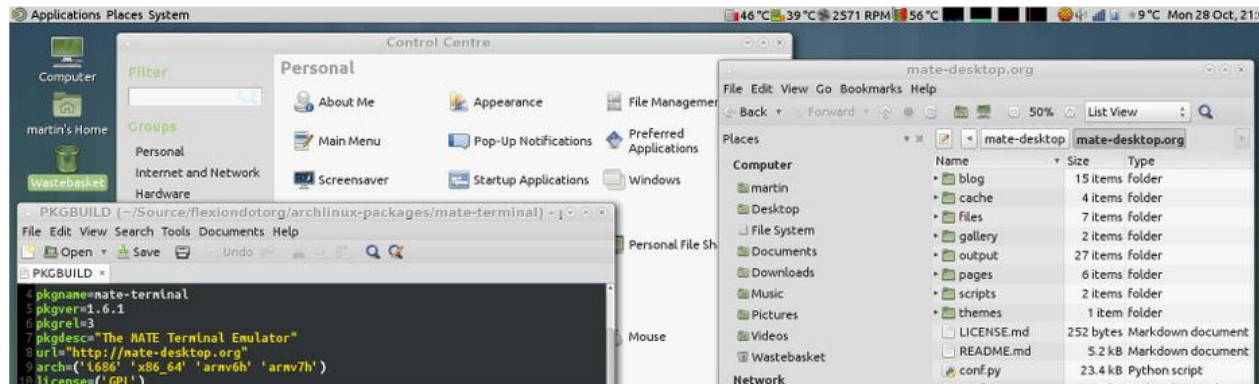 Applications Places System
46 °C 39 °C 2571 RPM 56 °C 9 °C Mon 28 Oct, 21:
Computer
martin's Home
Wastebasket
Control Centre
Filter
Groups
Personal
Internet and Network
Hardware
Personal
About Me
Appearance
File Managemen
Main Menu
Pop-Up Notifications
Preferred
Applications
Screensaver
Startup Applications
Windows
Personal File Sh
Mouse
PKGBUILD (~/Source/flexiondotorg/archlinux-packages/mate-terminal) -
File Edit View Search Tools Documents Help
Open Save Undo
PKGBUILD ×
4 pkgname=mate-terminal
5 pkgver=1.6.1
6 pkgrel=3
7 pkgdesc="The MATE Terminal Emulator"
8 url="http://mate-desktop.org"
9 arch=('i686' 'x86_64' 'armv6h' 'armv7h')
10 license=('GPL')
mate-desktop.org
File Edit View Go Bookmarks Help
Back Forward 50% List View
Places
mate-desktop mate-desktop.org
Computer
martin
Desktop
File System
Documents
Downloads
Music
Pictures
Videos
Wastebasket
Network
Name Size Type
blog 15 items folder
cache 4 items folder
files 7 items folder
gallery 2 items folder
output 27 items folder
pages 6 items folder
scripts 2 items folder
themes 1 item folder
LICENSE.md 252 bytes Markdown document
README.md 5.2 kB Markdown document
conf.py 23.4 kB Python script